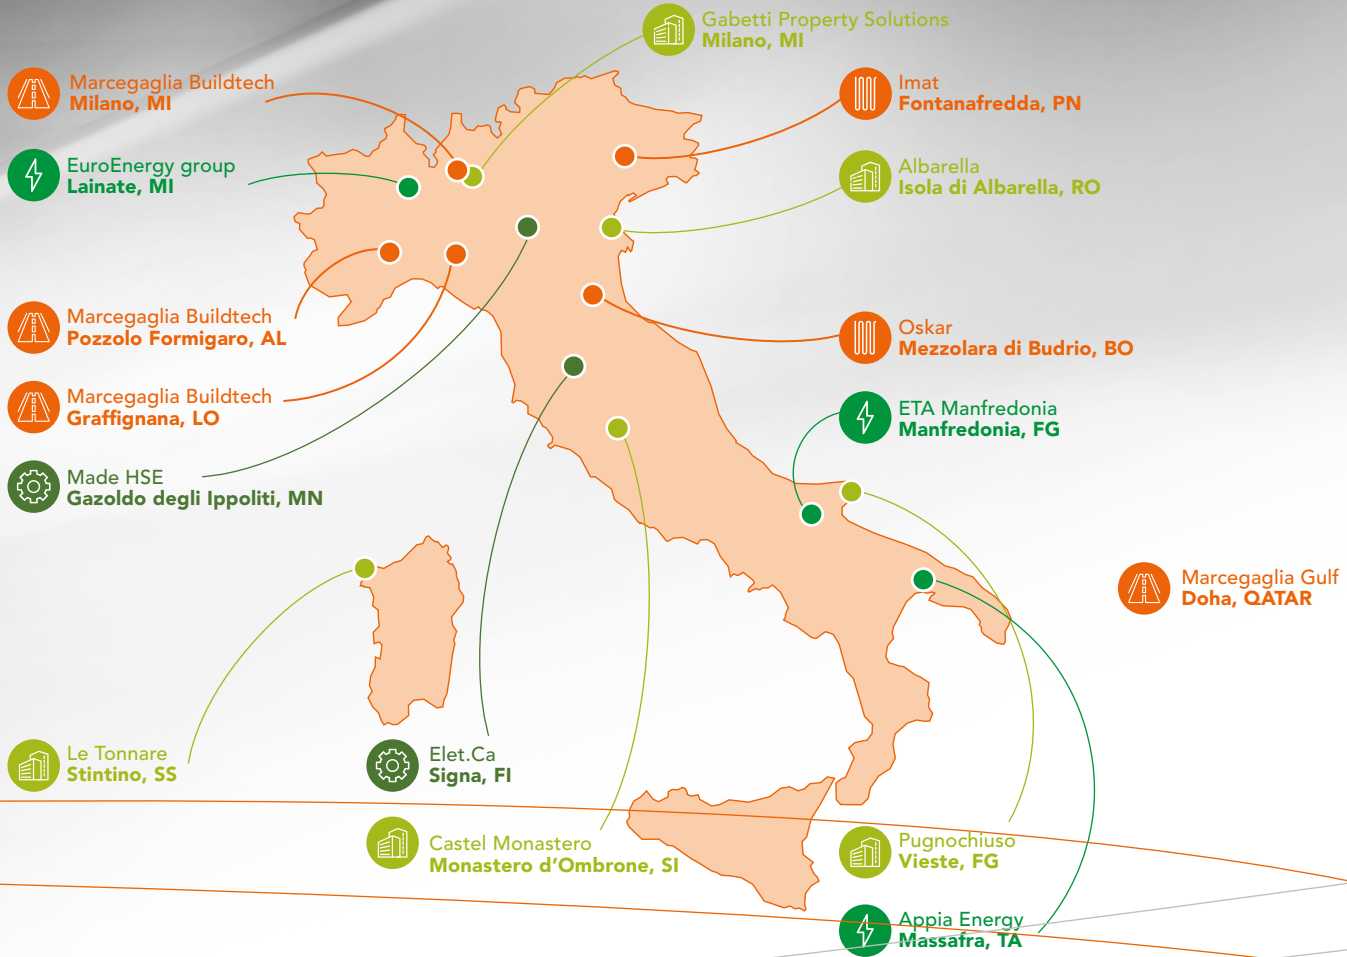 Gabetti Property Solutions
Milano, MI
Marcegaglia Buildtech
Milano, MI
Imat
Fontanafredda, PN
EuroEnergy group
Lainate, MI
Albarella
Isola di Albarella, RO
Marcegaglia Buildtech
Pozzolo Formigaro, AL
Oskar
Mezzolara di Budrio, BO
Marcegaglia Buildtech
Graffignana, LO
ETA Manfredonia
Manfredonia, FG
Made HSE
Gazoldo degli Ippoliti, MN
Marcegaglia Gulf
Doha, QATAR
Le Tonnare
Stintino, SS
Elet.Ca
Signa, FI
Castel Monastero
Monastero d'Ombrone, SI
Pugnochiuso
Vieste, FG
Appia Energy
Massafra, TA